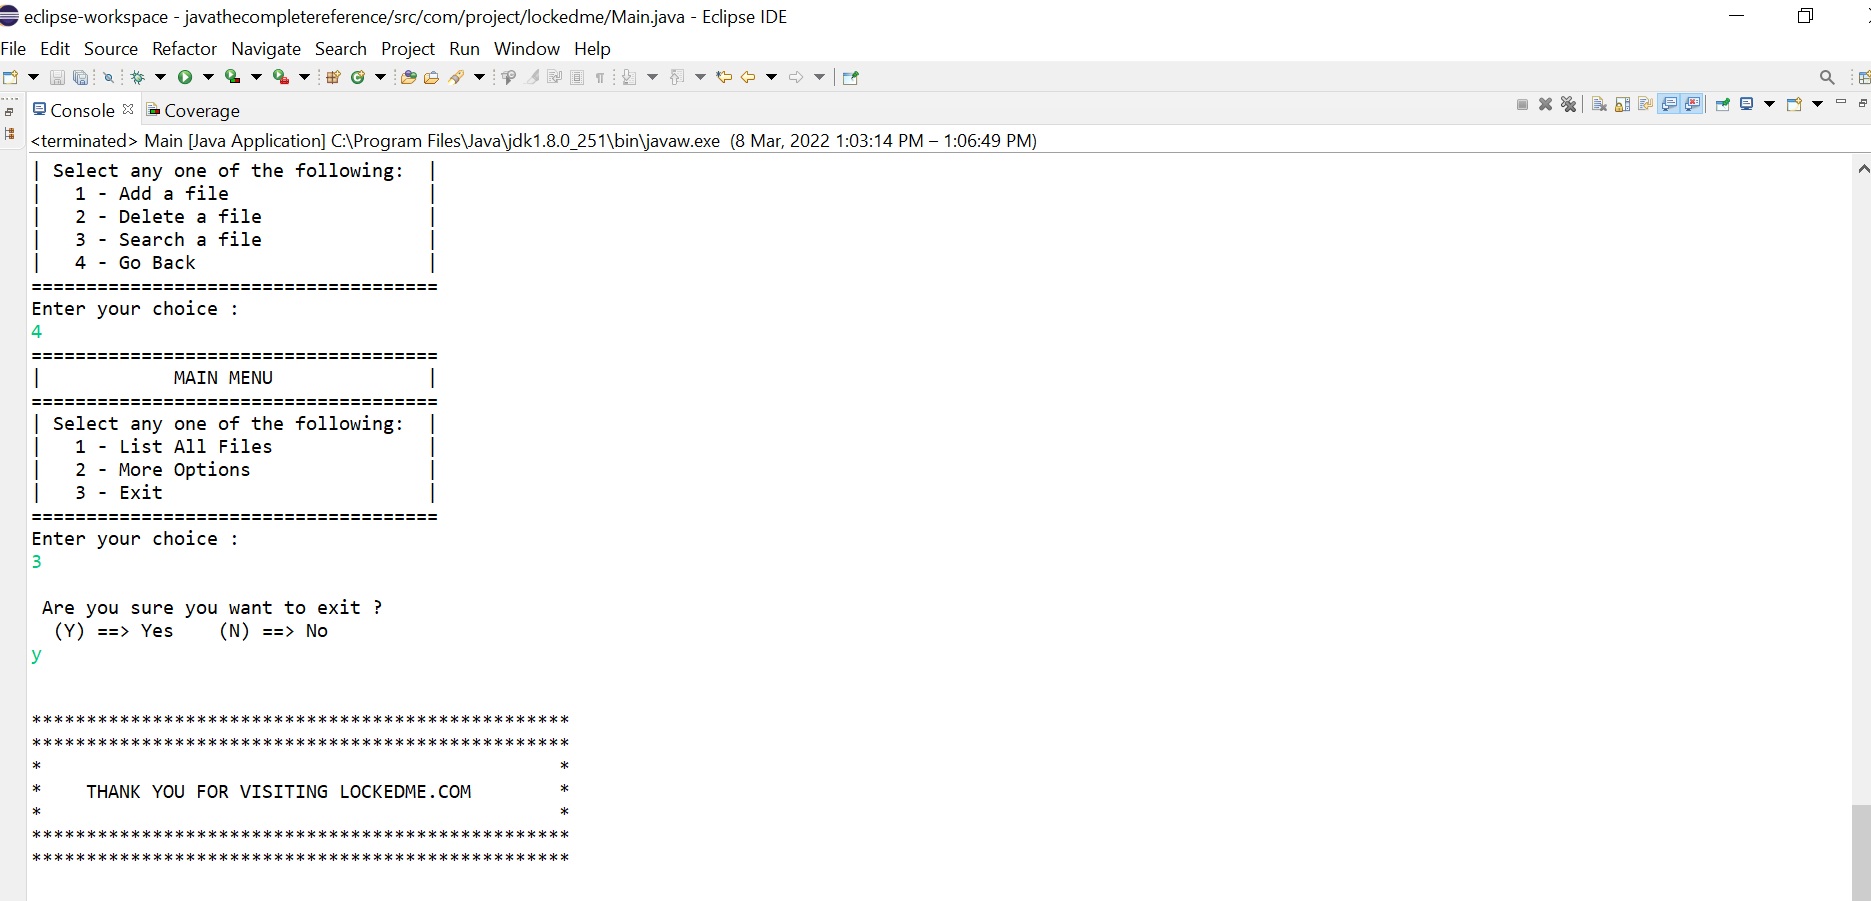 eclipse-workspace - javathecompletereference/src/com/project/lockedme/Main.java - Eclipse IDE
File Edit Source Refactor Navigate Search Project Run Window Help
Console Coverage
<terminated> Main [Java Application] C:\Program Files\Java\jdk1.8.0_251\bin\javaw.exe (8 Mar, 2022 1:03:14 PM – 1:06:49 PM)
| Select any one of the following:  |
|   1 - Add a file                  |
|   2 - Delete a file               |
|   3 - Search a file               |
|   4 - Go Back                     |
=====================================
Enter your choice :
4
=====================================
|            MAIN MENU              |
=====================================
| Select any one of the following:  |
|   1 - List All Files              |
|   2 - More Options                |
|   3 - Exit                        |
=====================================
Enter your choice :
3
Are you sure you want to exit ?
(Y) ==> Yes    (N) ==> No
y
*************************************************
*************************************************
*                                               *
*    THANK YOU FOR VISITING LOCKEDME.COM        *
*                                               *
*************************************************
*************************************************